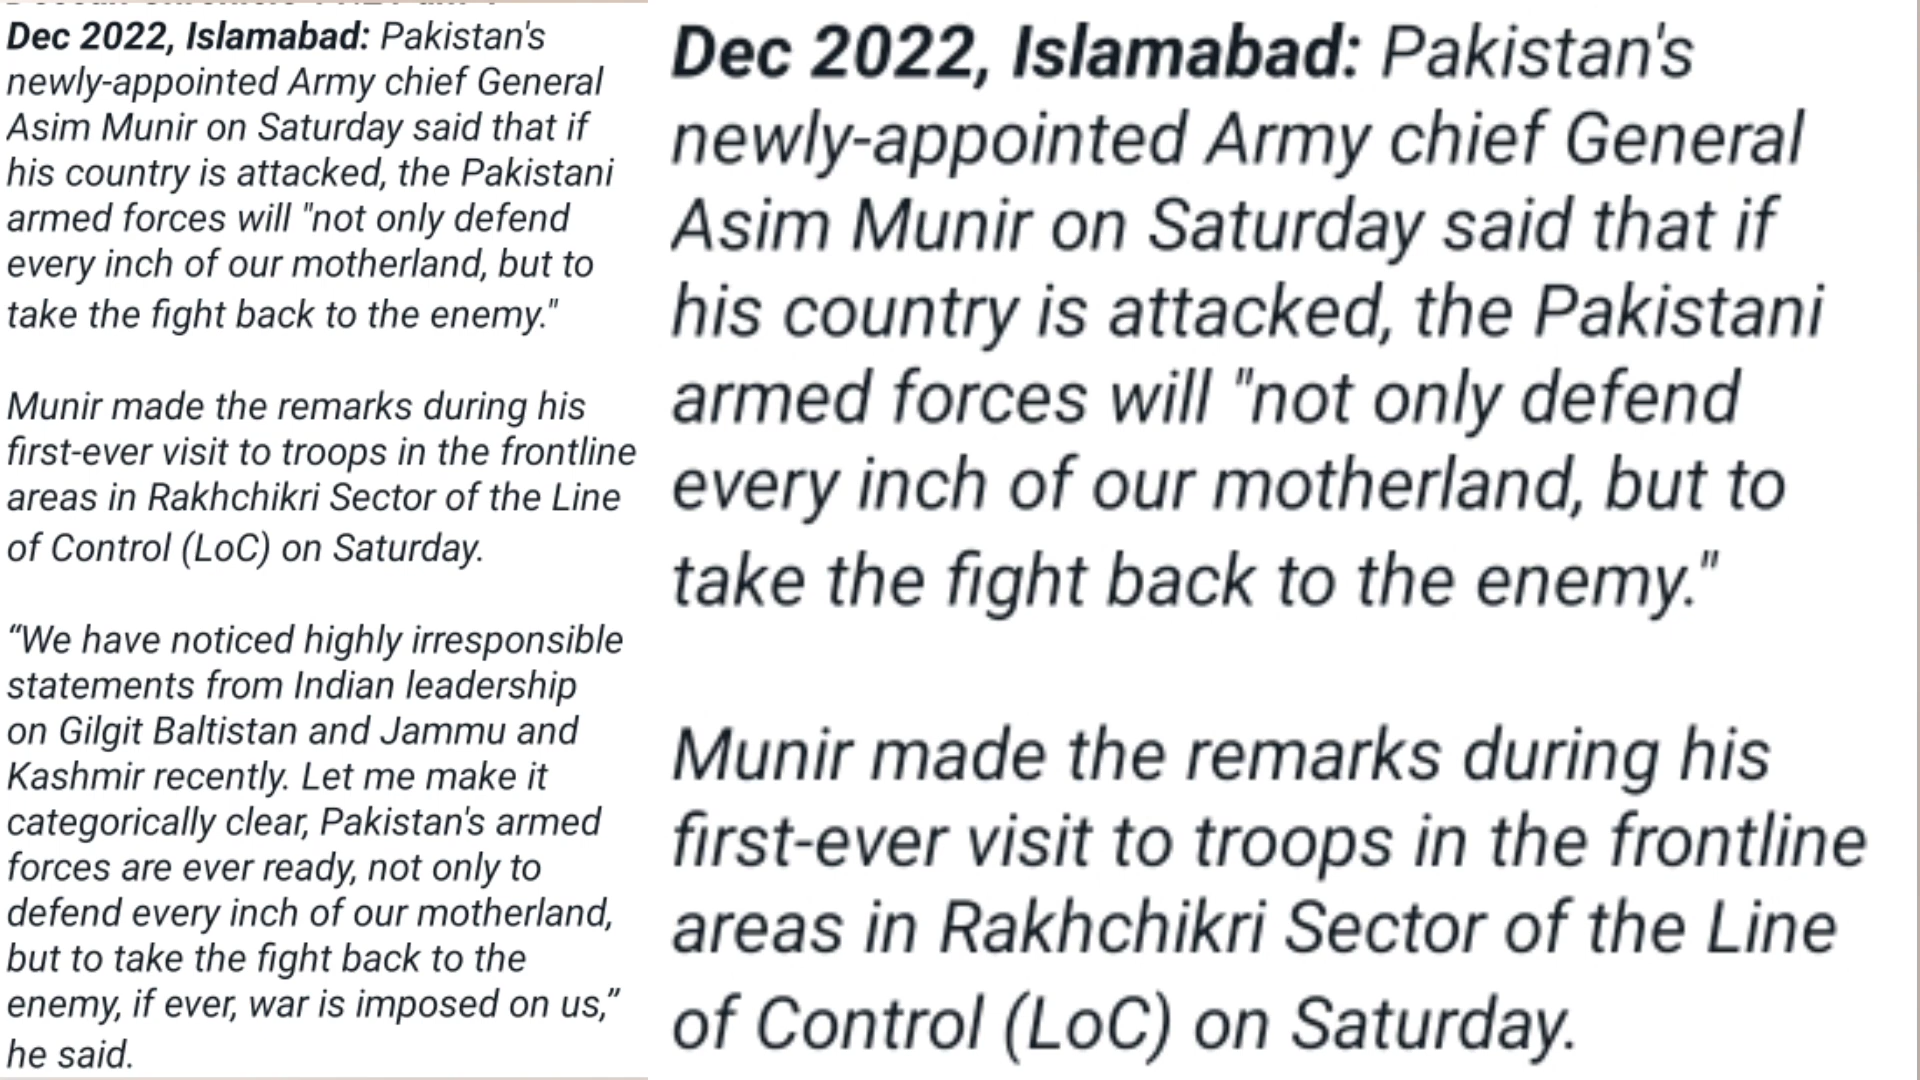 Dec 2022, Islamabad: Pakistan's
newly-appointed Army chief General
Asim Munir on Saturday said that if
his country is attacked, the Pakistani
armed forces will "not only defend
every inch of our motherland, but to
take the fight back to the enemy."
Munir made the remarks during his
first-ever visit to troops in the frontline
areas in Rakhchikri Sector of the Line
of Control (LoC) on Saturday.
“We have noticed highly irresponsible
statements from Indian leadership
on Gilgit Baltistan and Jammu and
Kashmir recently. Let me make it
categorically clear, Pakistan's armed
forces are ever ready, not only to
defend every inch of our motherland,
but to take the fight back to the
enemy, if ever, war is imposed on us,”
he said.
Dec 2022, Islamabad: Pakistan's
newly-appointed Army chief General
Asim Munir on Saturday said that if
his country is attacked, the Pakistani
armed forces will "not only defend
every inch of our motherland, but to
take the fight back to the enemy."
Munir made the remarks during his
first-ever visit to troops in the frontline
areas in Rakhchikri Sector of the Line
of Control (LoC) on Saturday.